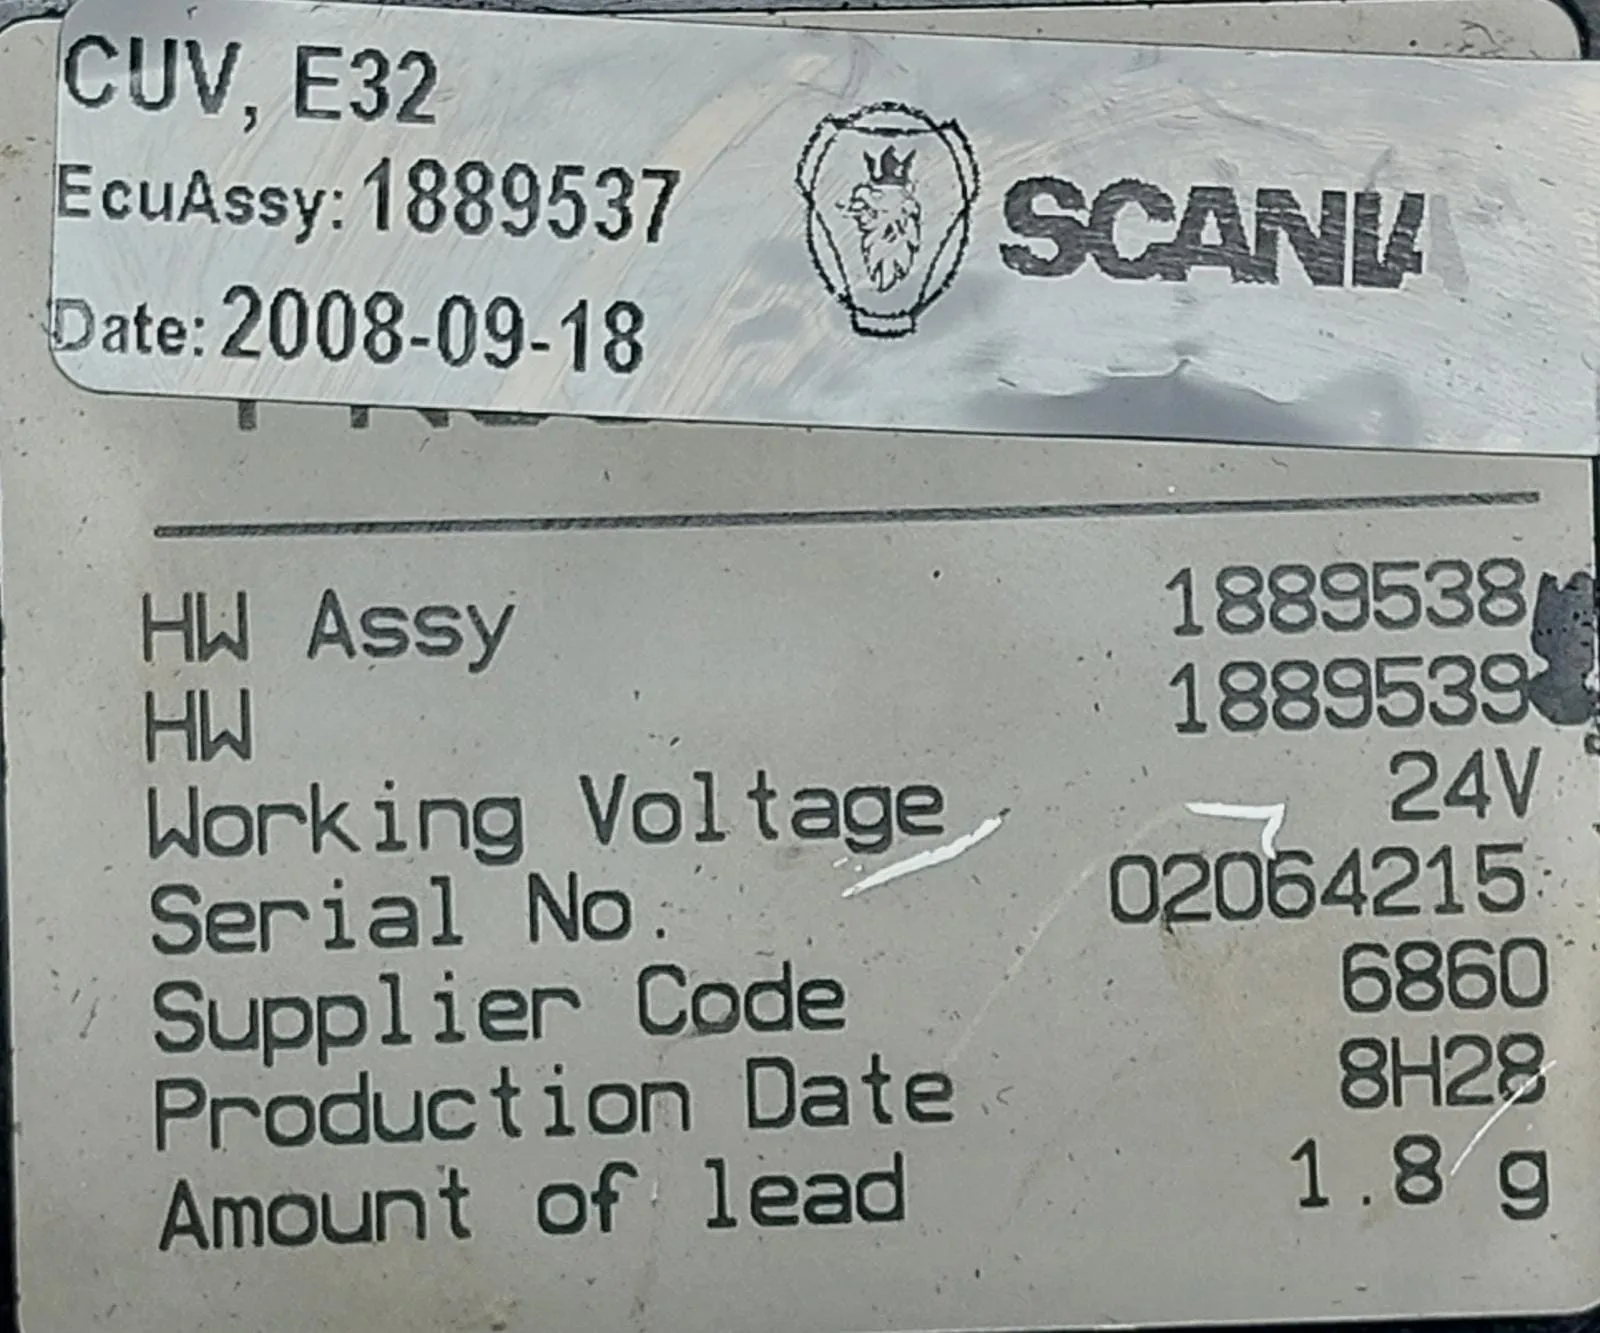 CUV, E32
EcuAssy: 1889537
SCANIA
Date: 2008-09-18
HW Assy 1889538
HW 1889539
Working Voltage 24V
Serial No. 02064215
Supplier Code 6860
Production Date 8H28
Amount of lead 1.8 g